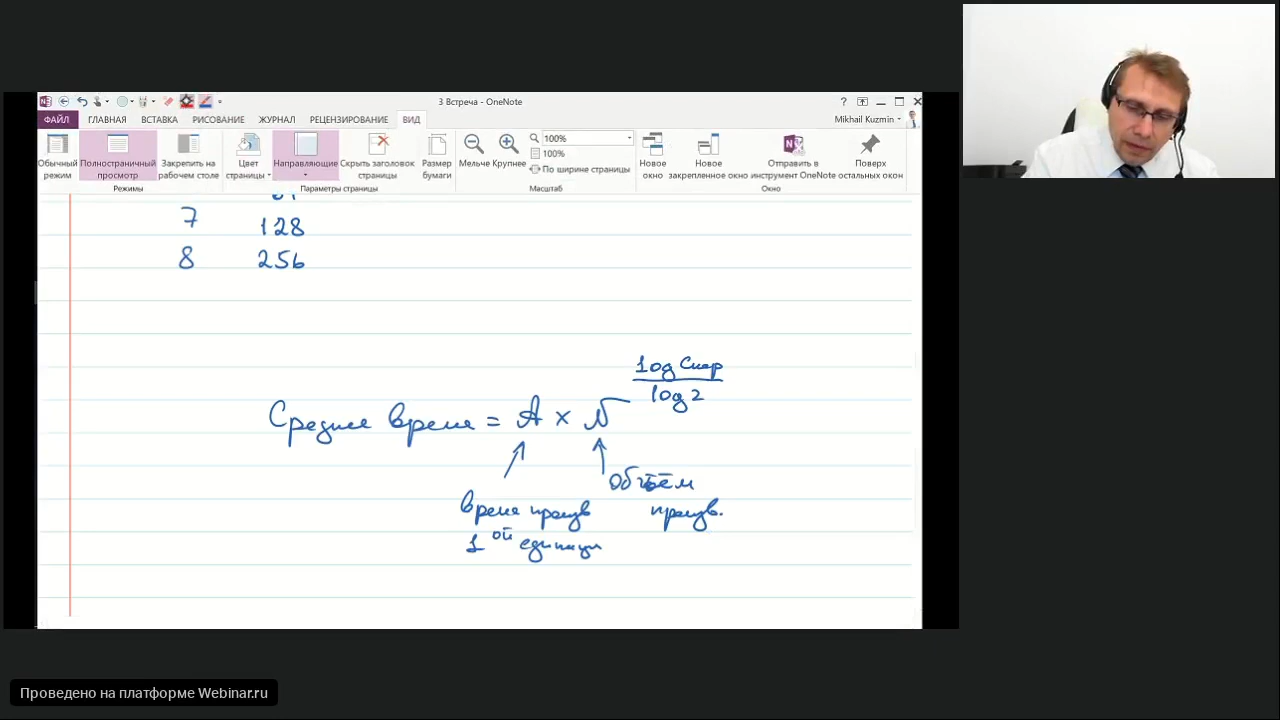 3 Встреча - OneNote
ФАЙЛ ГЛАВНАЯ ВСТАВКА РИСОВАНИЕ ЖУРНАЛ РЕЦЕНЗИРОВАНИЕ ВИД
Mikhail Kuzmin
Обычный режим
Полностраничный просмотр
Закрепить на рабочем столе
Режимы
Цвет страницы
Направляющие
Скрыть заголовок страницы
Размер бумаги
Параметры страницы
Мельче Крупнее
100%
100%
По ширине страницы
Масштаб
Новое окно
Новое закрепленное окно
Отправить в инструмент OneNote
Поверх остальных окон
Окно
7 128
8 256
log Скор
log 2
Среднее время = A x N
Объём
произв.
время произв
1 ой единицы
Проведено на платформе Webinar.ru